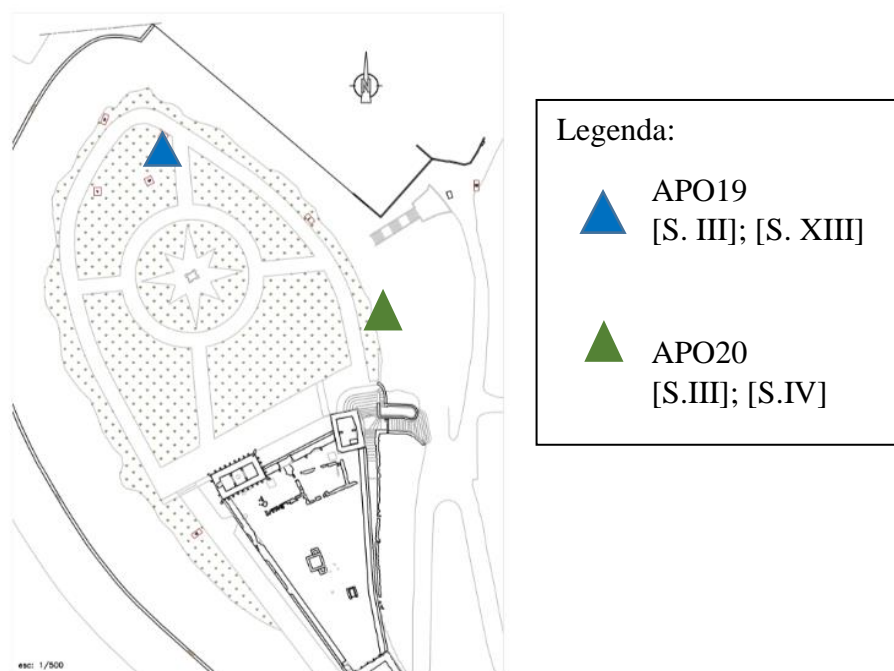 N
esc: 1/500
Legenda:
APO19
[S. III]; [S. XIII]
APO20
[S.III]; [S.IV]